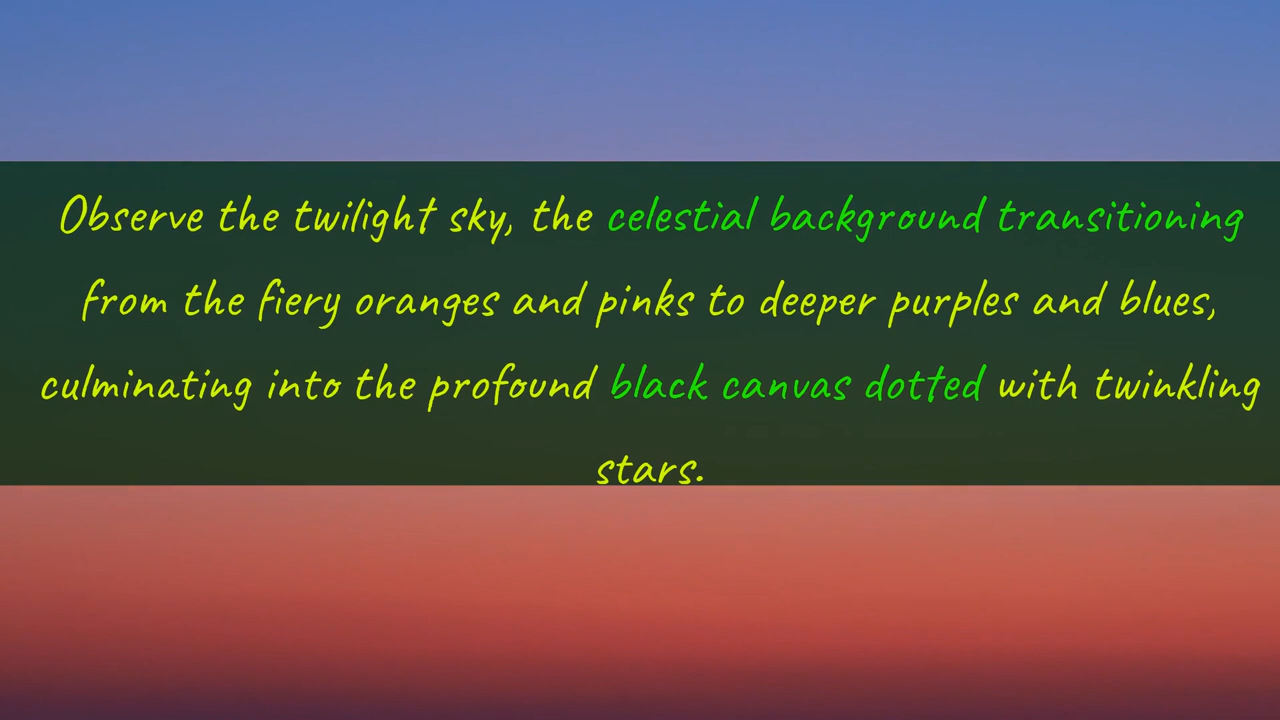 Observe the twilight sky, the celestial background transitioning
from the fiery oranges and pinks to deeper purples and blues,
culminating into the profound black canvas dotted with twinkling
stars.